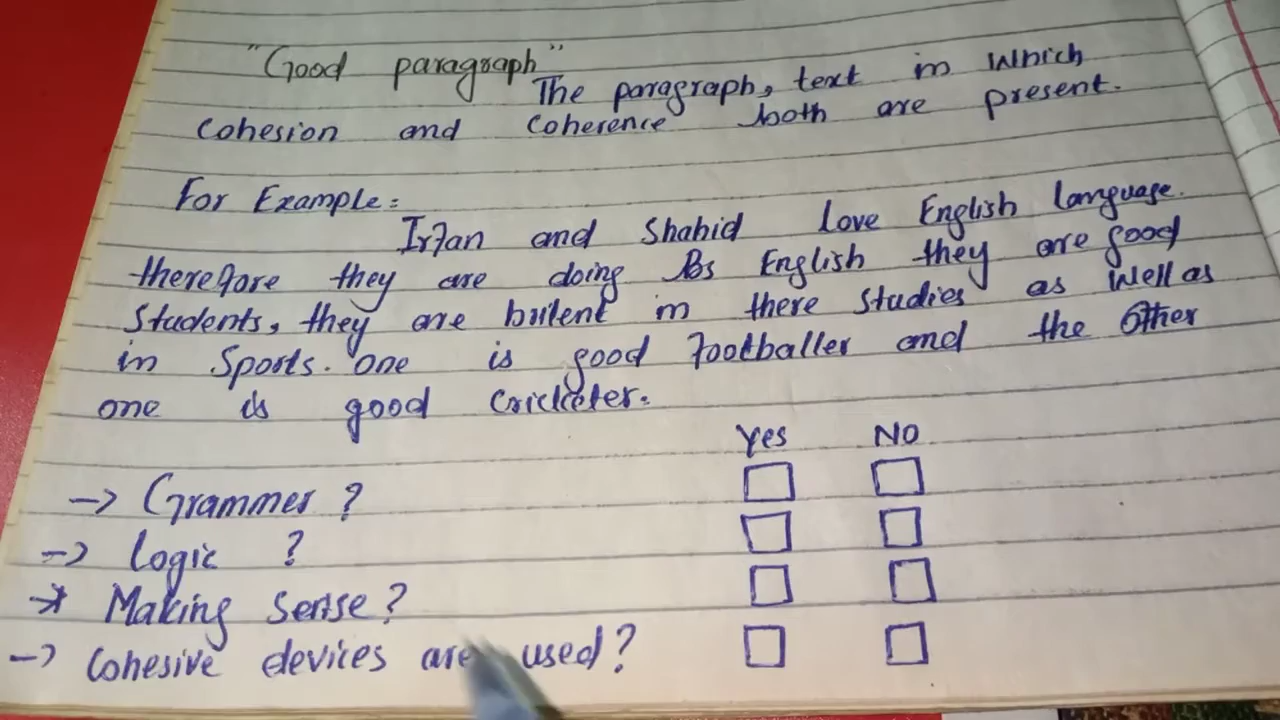 "Good paragraph"
The paragraph, text in which
cohesion and coherence both are present.
For Example:
Irfan and Shahid love English language.
therefore they are doing Bs English they are good
students, they are brilent in there studies as well as
in sports. one is good footballer and the other
one is good cricketer.
Yes No
→ Grammer ?
→ Logic ?
→ Making sense?
→ cohesive devices are used?